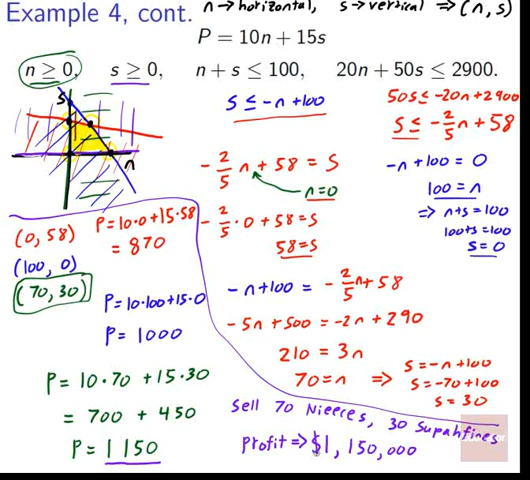 Example 4, cont. n → horizontal, s → vertical ⇒ (n, s)
P = 10n + 15s
n ≥ 0, s ≥ 0, n + s ≤ 100, 20n + 50s ≤ 2900.
s
n
s ≤ -n +100
50s ≤ -20n + 2900
s ≤ -2/5 n + 58
-2/5 n + 58 = s
n=0
-2/5 · 0 + 58 = s
58 = s
-n + 100 = 0
100 = n
⇒ n+s = 100
100+s = 100
s = 0
(0, 58) P = 10·0 + 15·58
= 870
(100, 0)
P = 10·100 + 15·0
P = 1000
(70, 30)
P = 10·70 + 15·30
= 700 + 450
P = 1150
-n + 100 = -2/5 n + 58
-5n + 500 = -2n + 290
210 = 3n
70 = n ⇒ s = -n + 100
s = -70 + 100
s = 30
Sell 70 Nieeces, 30 Supahfines
Profit ⇒ $1,150,000